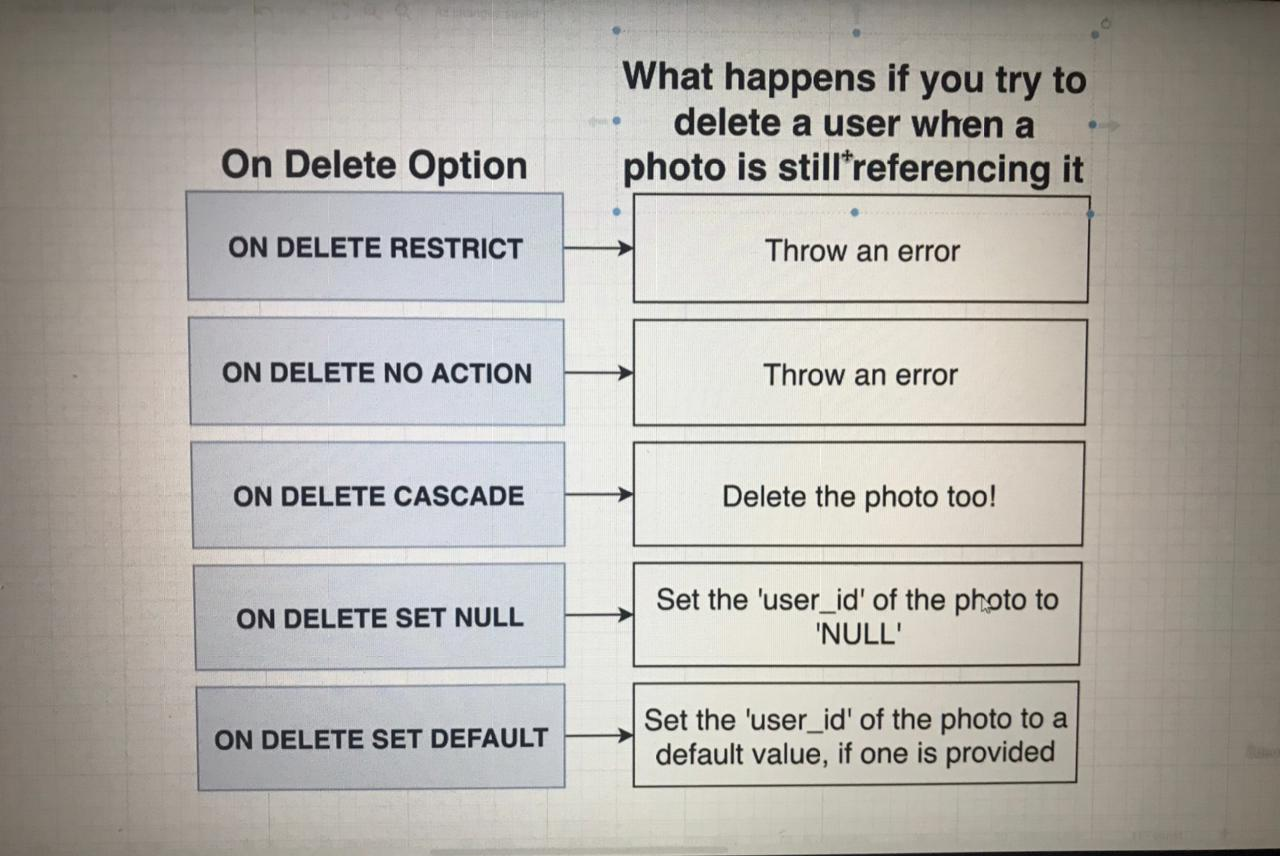 What happens if you try to
delete a user when a
photo is still referencing it
On Delete Option
ON DELETE RESTRICT
Throw an error
ON DELETE NO ACTION
Throw an error
ON DELETE CASCADE
Delete the photo too!
ON DELETE SET NULL
Set the 'user_id' of the photo to
'NULL'
ON DELETE SET DEFAULT
Set the 'user_id' of the photo to a
default value, if one is provided